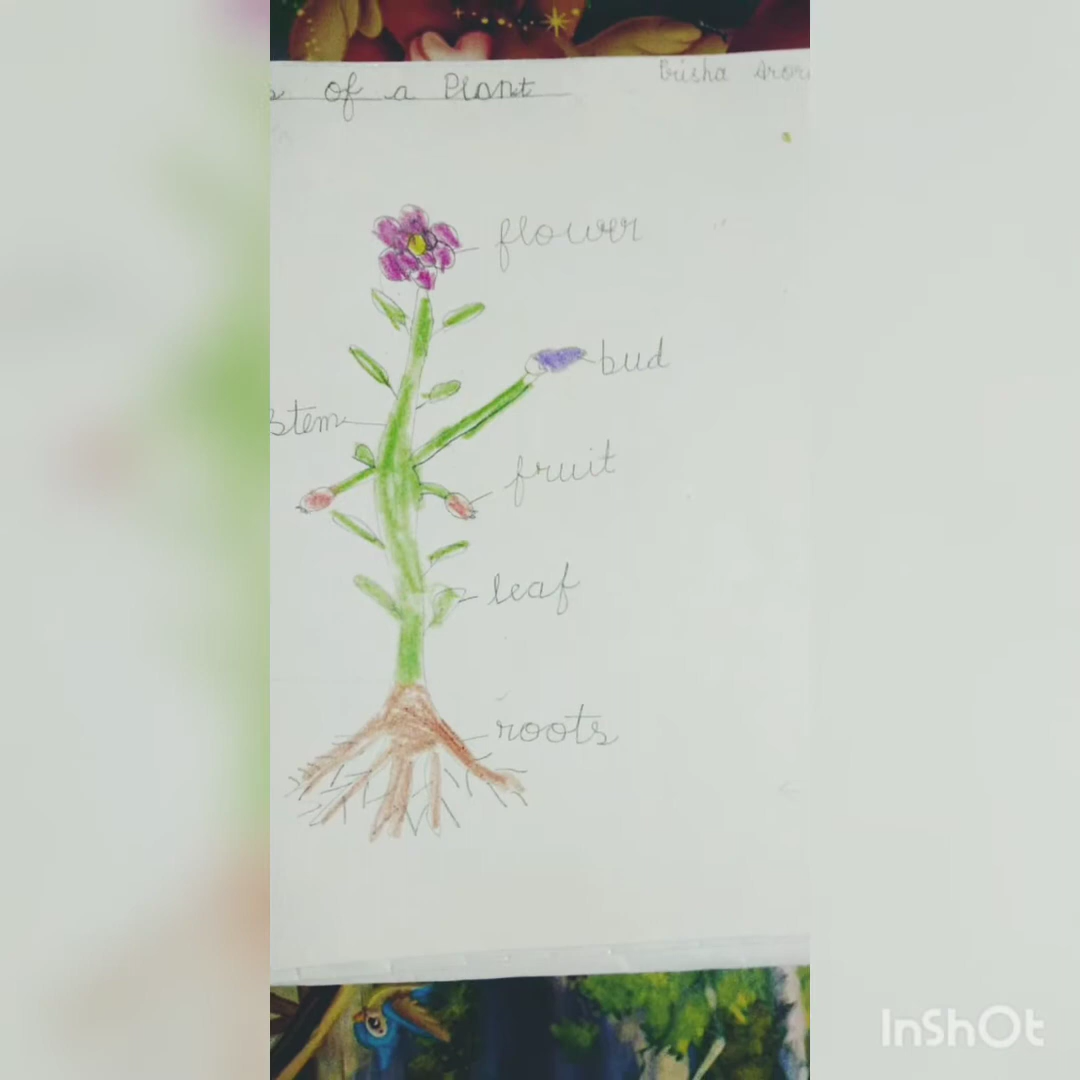 s of a Plant
flower
bud
stem
fruit
leaf
roots
InShOt